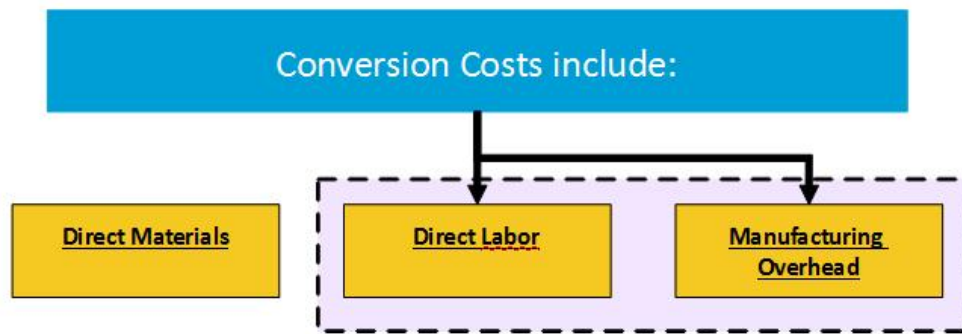 Conversion Costs include:
Direct Materials
Direct Labor
Manufacturing
Overhead